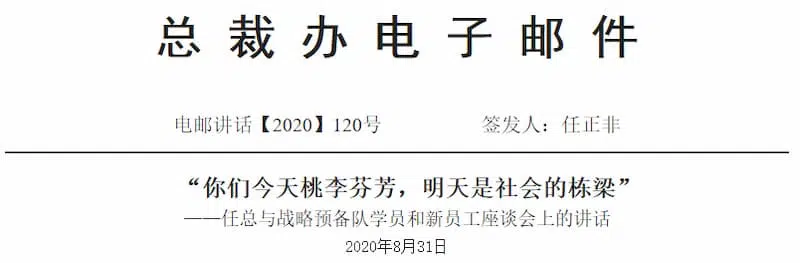 总裁办电子邮件
电邮讲话【2020】120号 签发人：任正非
“你们今天桃李芬芳，明天是社会的栋梁”
——任总与战略预备队学员和新员工座谈会上的讲话
2020年8月31日